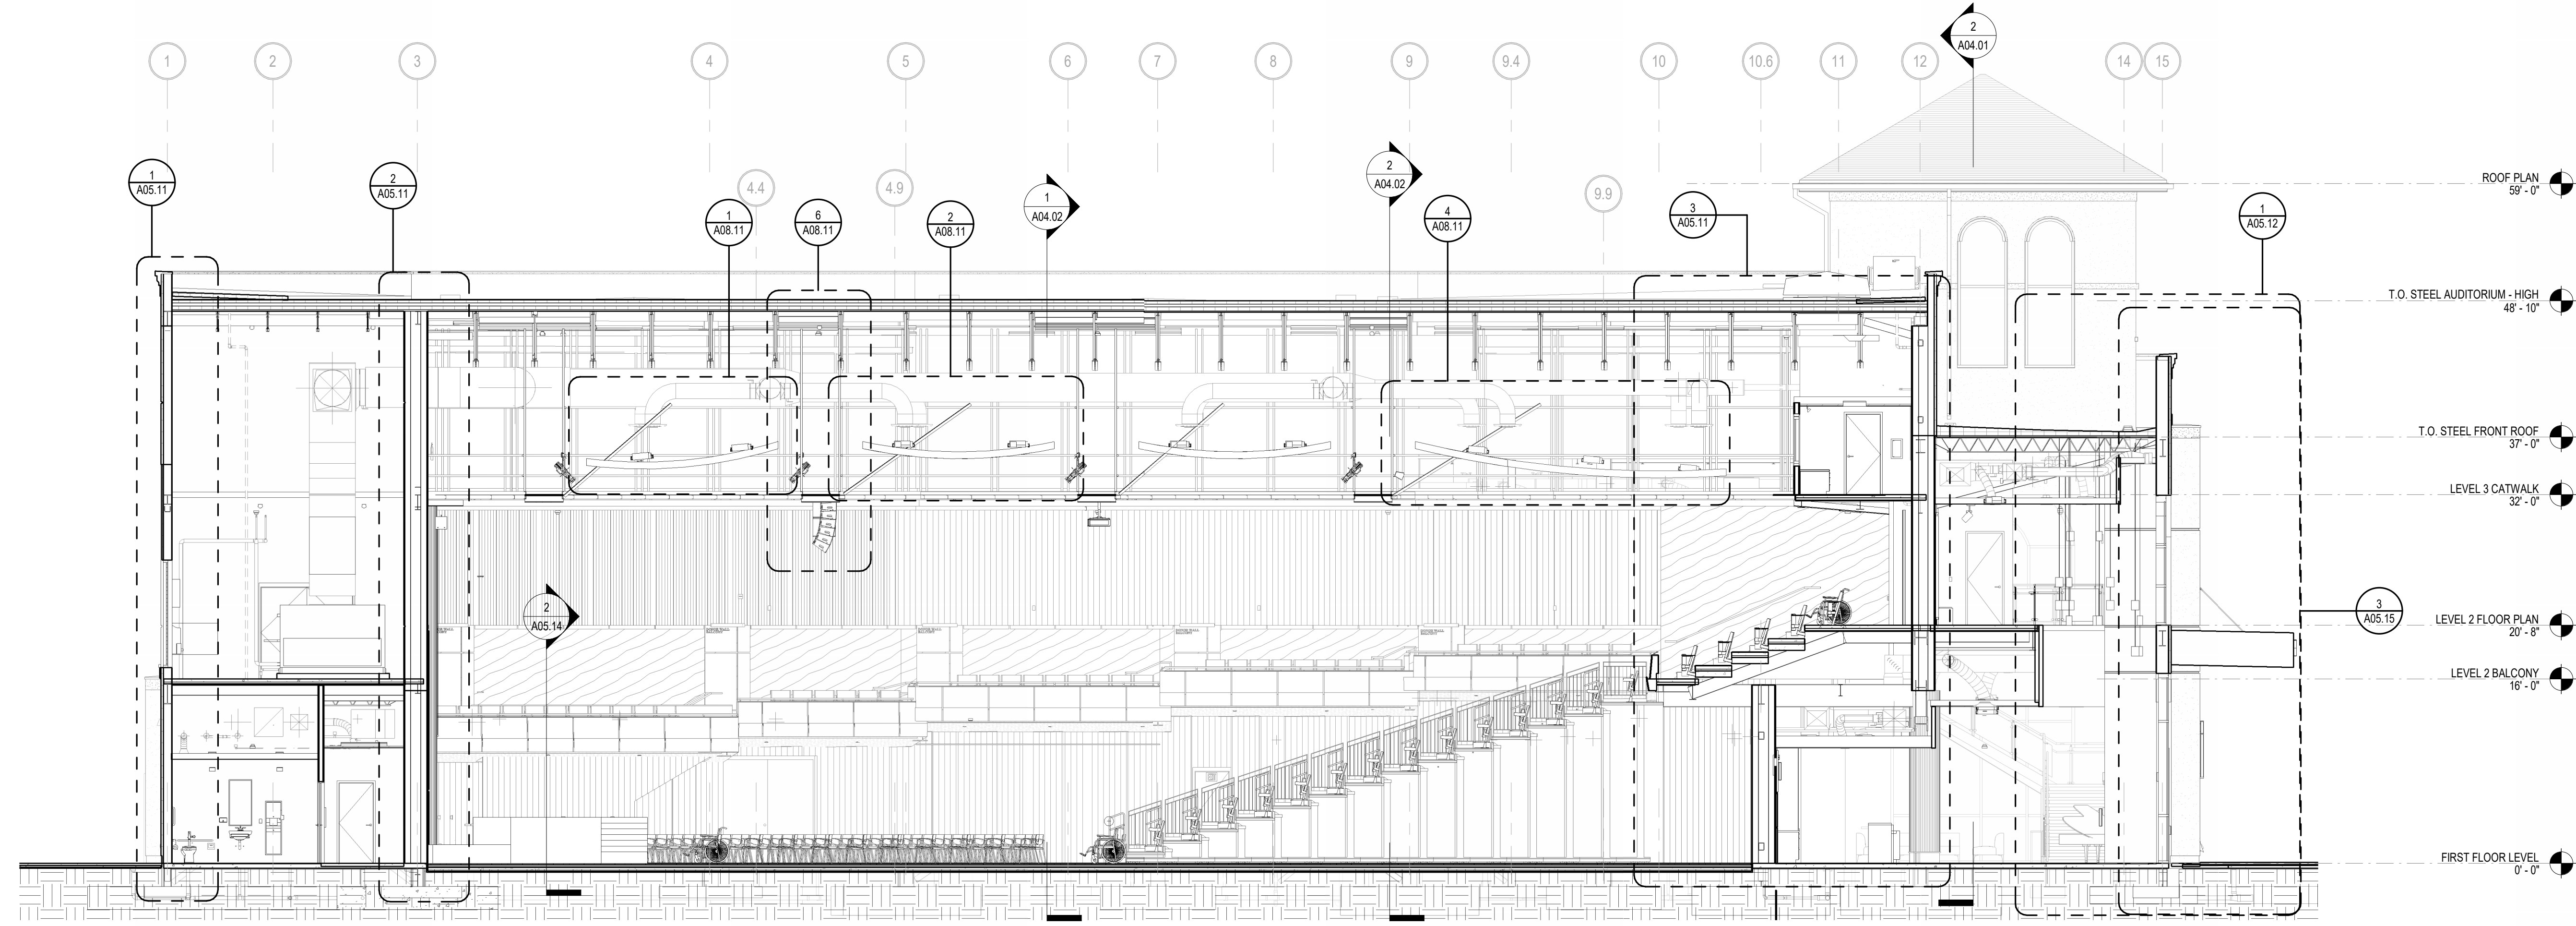 2
A04.01
1
2
3
4
5
6
7
8
9
9.4
10
10.6
11
12
14
15
1
A05.11
2
A05.11
4.4
4.9
2
A04.02
9.9
ROOF PLAN
59' - 0"
1
A08.11
6
A08.11
2
A08.11
1
A04.02
4
A08.11
3
A05.11
1
A05.12
T.O. STEEL AUDITORIUM - HIGH
48' - 10"
T.O. STEEL FRONT ROOF
37' - 0"
LEVEL 3 CATWALK
32' - 0"
2
A05.14
3
A05.15
LEVEL 2 FLOOR PLAN
20' - 8"
LEVEL 2 BALCONY
16' - 0"
FIRST FLOOR LEVEL
0' - 0"